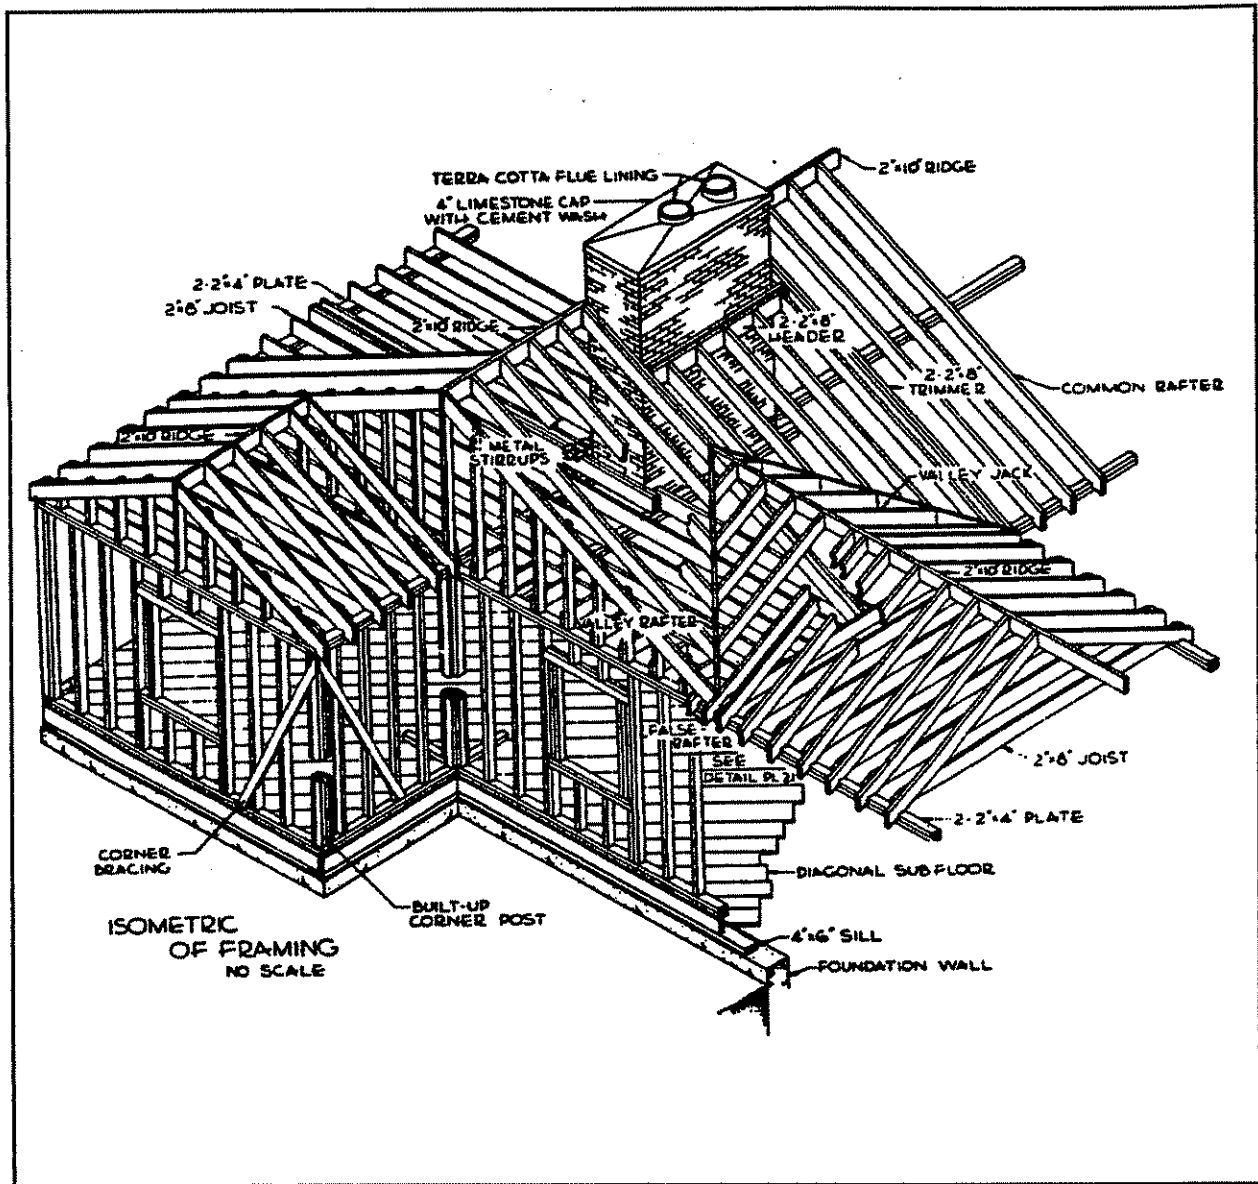 TERRA COTTA FLUE LINING
2"x10" RIDGE
4" LIMESTONE CAP
WITH CEMENT WASH
2-2"x4" PLATE
2"x8" JOIST
2"x10" RIDGE
2-2"x8"
HEADER
2-2"x8"
TRIMMER
COMMON RAFTER
2"x10" RIDGE
METAL
STIRRUPS
VALLEY JACK
2"x10" RIDGE
VALLEY RAFTER
FALSE
RAFTER
SEE
DETAIL PL. 21
2"x8" JOIST
2-2"x4" PLATE
CORNER
BRACING
DIAGONAL SUB FLOOR
BUILT-UP
CORNER POST
ISOMETRIC
OF FRAMING
NO SCALE
4"x6" SILL
FOUNDATION WALL